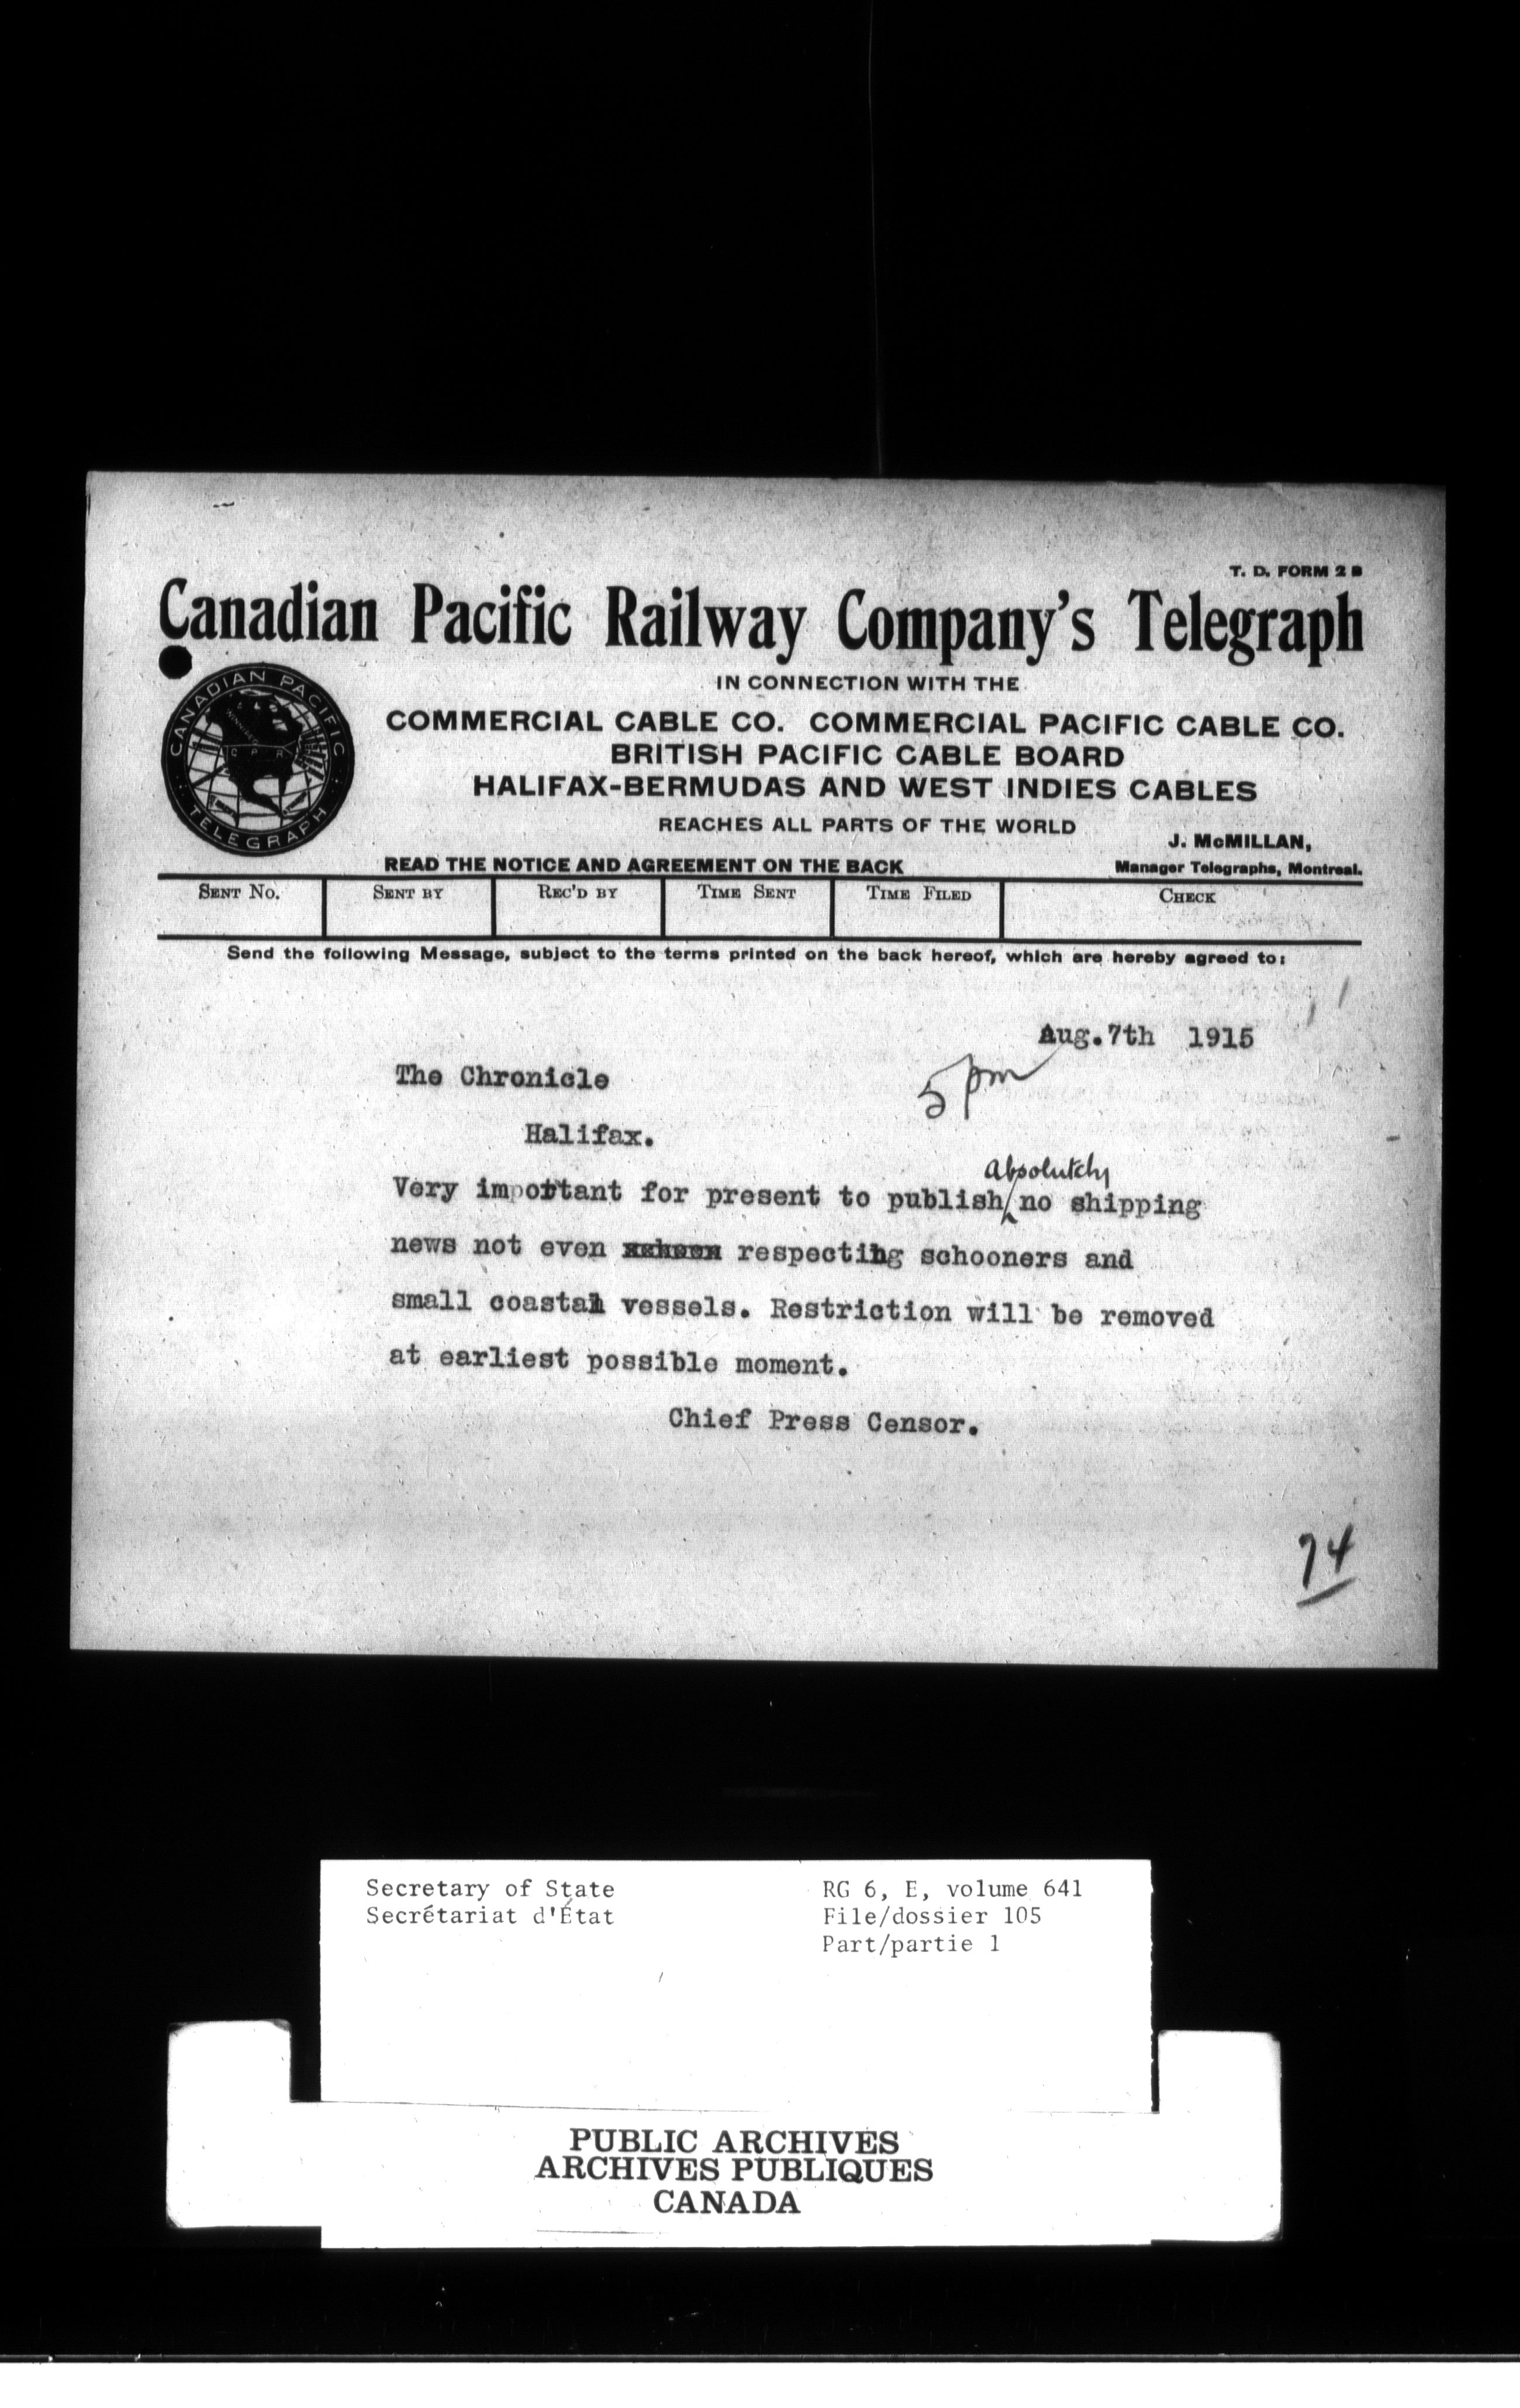 T. D. FORM 2 B
Canadian Pacific Railway Company's Telegraph
IN CONNECTION WITH THE
CANADIAN PACIFIC
C P R
TELEGRAPH
COMMERCIAL CABLE CO. COMMERCIAL PACIFIC CABLE CO.
BRITISH PACIFIC CABLE BOARD
HALIFAX-BERMUDAS AND WEST INDIES CABLES
REACHES ALL PARTS OF THE WORLD
J. McMILLAN,
READ THE NOTICE AND AGREEMENT ON THE BACK Manager Telegraphs, Montreal.
SENT NO. SENT BY REC'D BY TIME SENT TIME FILED CHECK
Send the following Message, subject to the terms printed on the back hereof, which are hereby agreed to:
Aug. 7th 1915
5 pm
The Chronicle
Halifax.
absolutely
Very important for present to publish no shipping
news not even respecting schooners and
small coastal vessels. Restriction will be removed
at earliest possible moment.
Chief Press Censor.
74
Secretary of State RG 6, E, volume 641
Secrétariat d'État File/dossier 105
Part/partie 1
PUBLIC ARCHIVES
ARCHIVES PUBLIQUES
CANADA